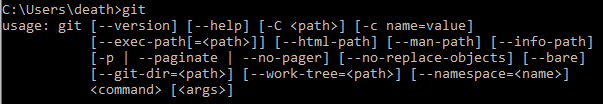 C:\Users\death>git
usage: git [--version] [--help] [-C <path>] [-c name=value]
[--exec-path[=<path>]] [--html-path] [--man-path] [--info-path]
[-p | --paginate | --no-pager] [--no-replace-objects] [--bare]
[--git-dir=<path>] [--work-tree=<path>] [--namespace=<name>]
<command> [<args>]